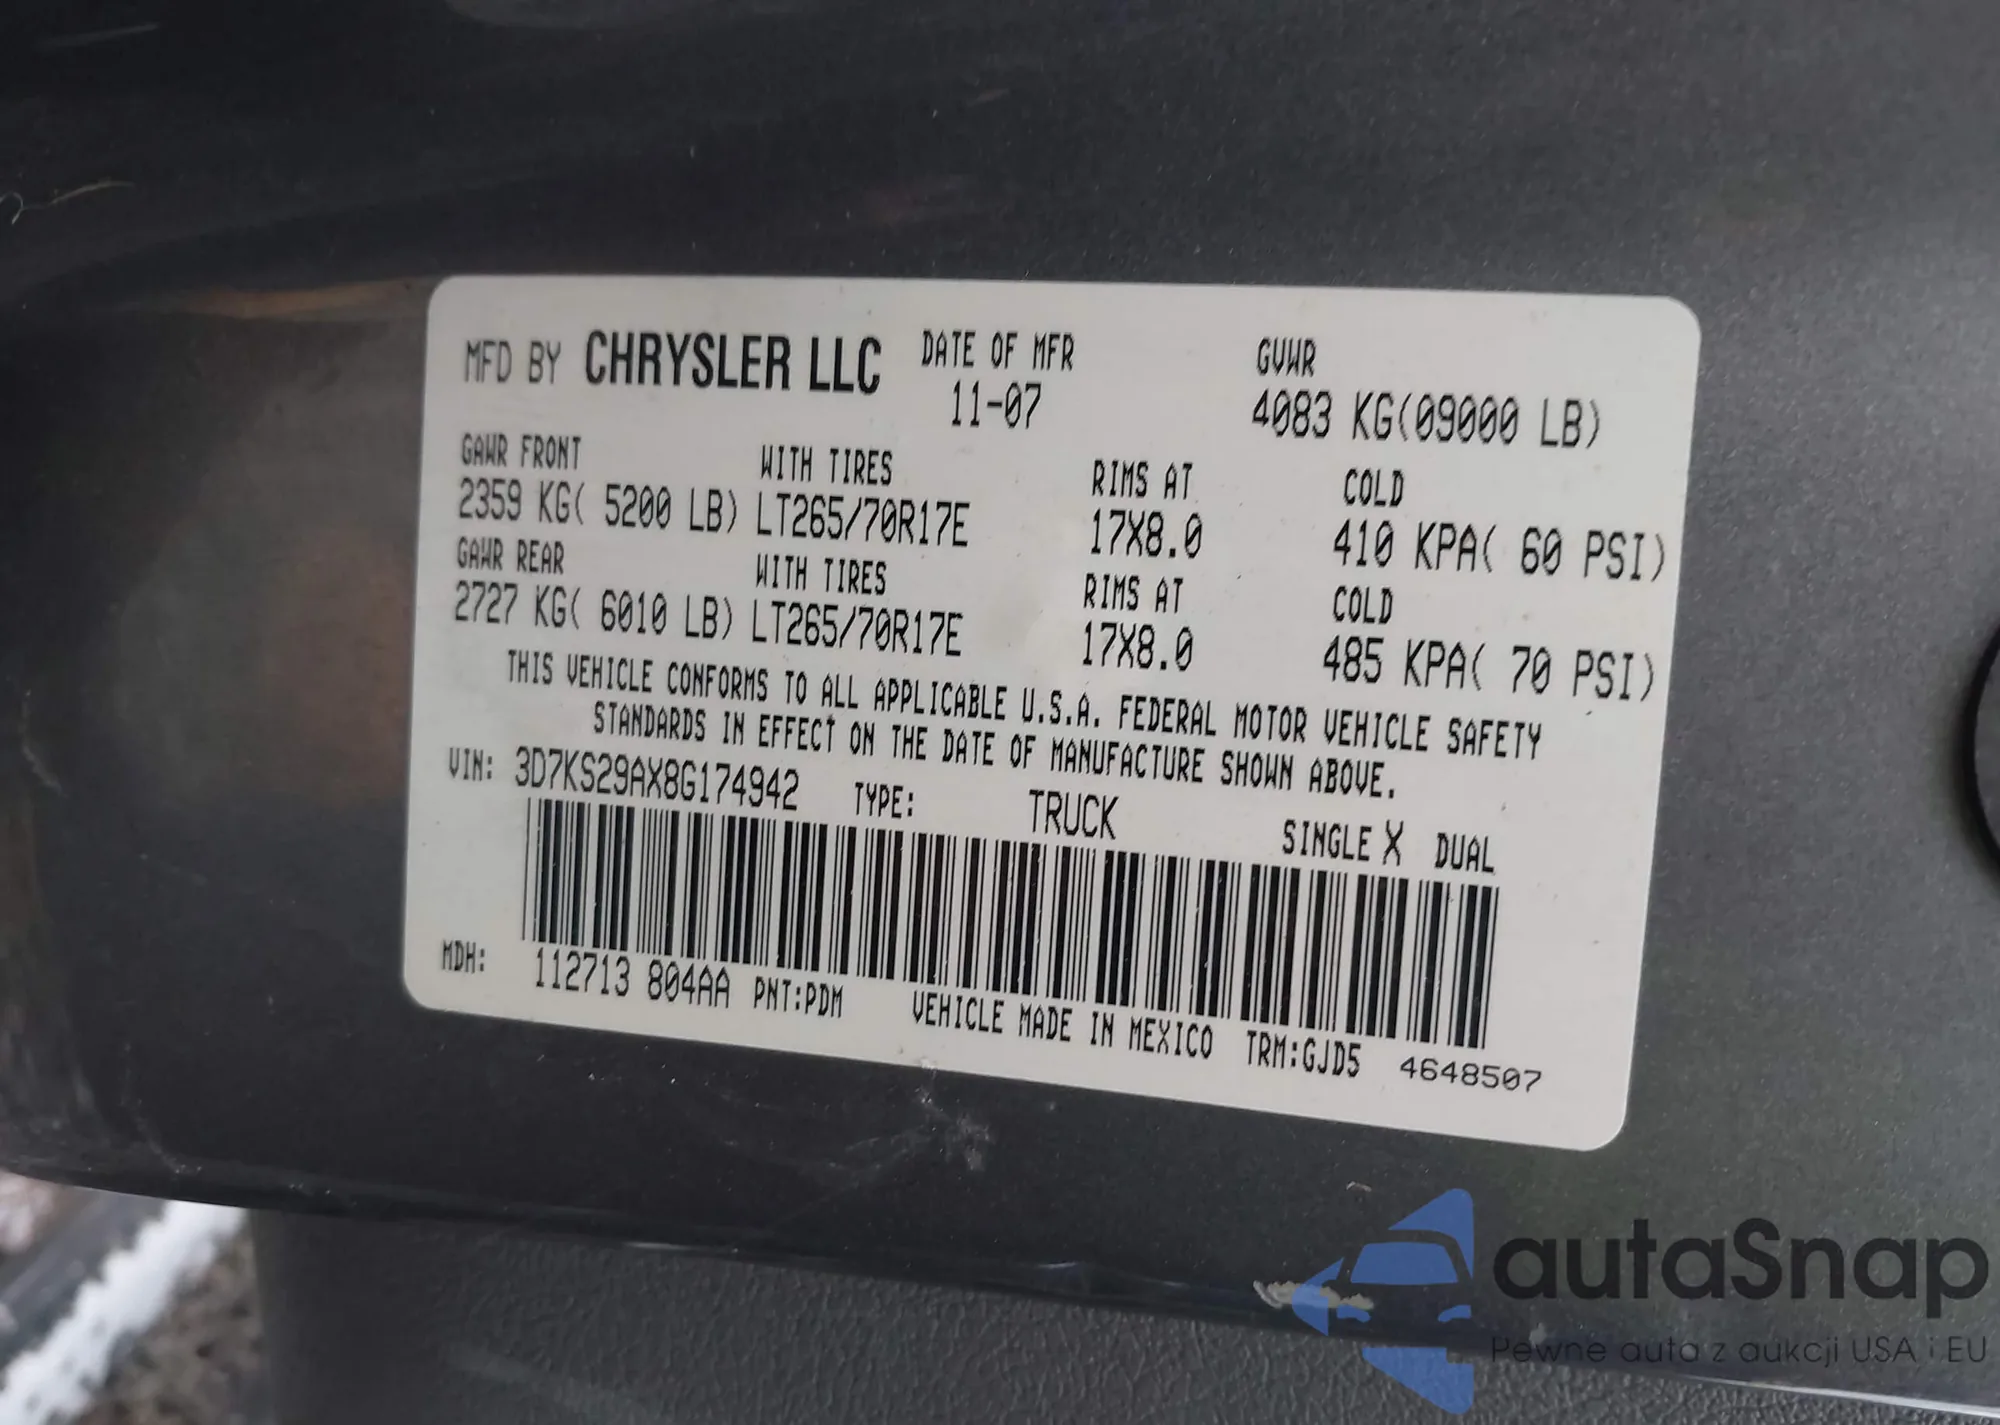 MFD BY CHRYSLER LLC DATE OF MFR GVWR
11-07 4083 KG(09000 LB)
GAWR FRONT WITH TIRES RIMS AT COLD
2359 KG( 5200 LB) LT265/70R17E 17X8.0 410 KPA( 60 PSI)
GAWR REAR WITH TIRES RIMS AT COLD
2727 KG( 6010 LB) LT265/70R17E 17X8.0 485 KPA( 70 PSI)
THIS VEHICLE CONFORMS TO ALL APPLICABLE U.S.A. FEDERAL MOTOR VEHICLE SAFETY
STANDARDS IN EFFECT ON THE DATE OF MANUFACTURE SHOWN ABOVE.
VIN: 3D7KS29AX8G174942 TYPE: TRUCK SINGLE X DUAL
MDH: 112713 804AA PNT:PDM VEHICLE MADE IN MEXICO TRM:GJD5 4648507
autaSnap
Pewne auta z aukcji USA i EU